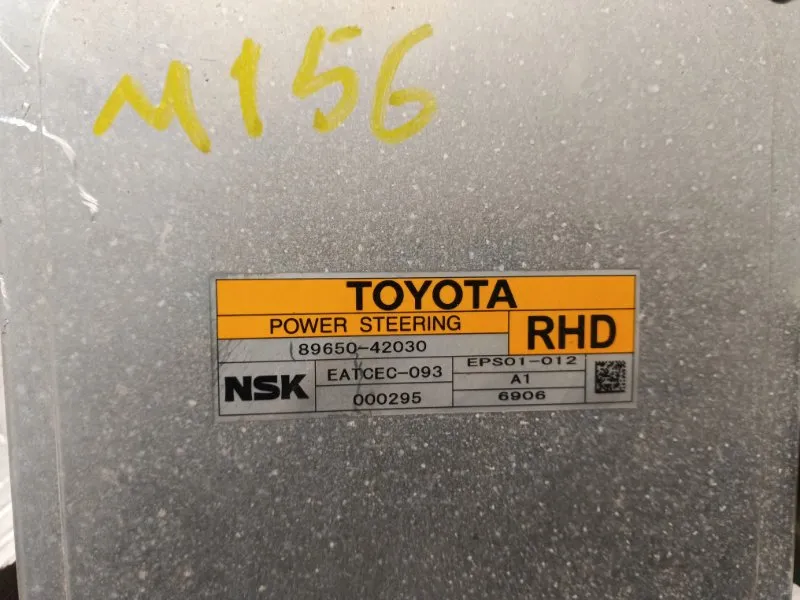 M156
TOYOTA
POWER STEERING
RHD
89650-42030
NSK
EATCEC-093
EPS01-012
A1
000295
6906